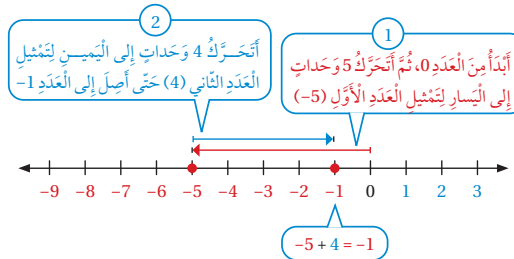 1
أَبْدَأُ مِنَ الْعَدَدِ 0، ثُمَّ أَتَحَرَّكُ 5 وَحَداتٍ
إِلى الْيَسارِ لِتَمْثيلِ الْعَدَدِ الْأَوَّلِ (–5)
2
أَتَحَـــرَّكُ 4 وَحَداتٍ إِلى الْيَميــنِ لِتَمْثيلِ
الْعَدَدِ الثّاني (4) حَتّى أَصِلَ إِلى الْعَدَدِ 1–
–9 –8 –7 –6 –5 –4 –3 –2 –1 0 1 2 3
–5 + 4 = –1